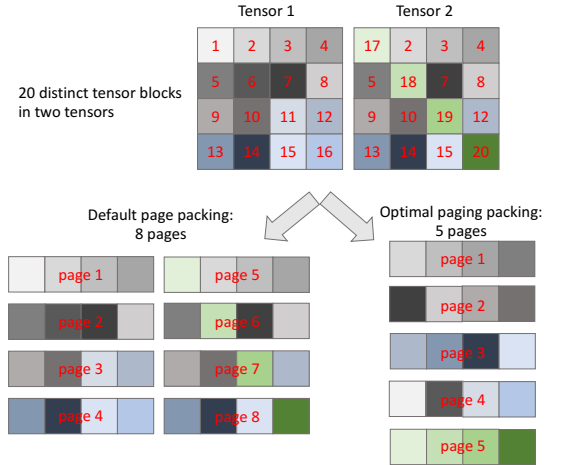 Tensor 1
Tensor 2
1 2 3 4
5 6 7 8
9 10 11 12
13 14 15 16
17 2 3 4
5 18 7 8
9 10 19 12
13 14 15 20
20 distinct tensor blocks
in two tensors
Default page packing:
8 pages
page 1
page 2
page 3
page 4
page 5
page 6
page 7
page 8
Optimal paging packing:
5 pages
page 1
page 2
page 3
page 4
page 5